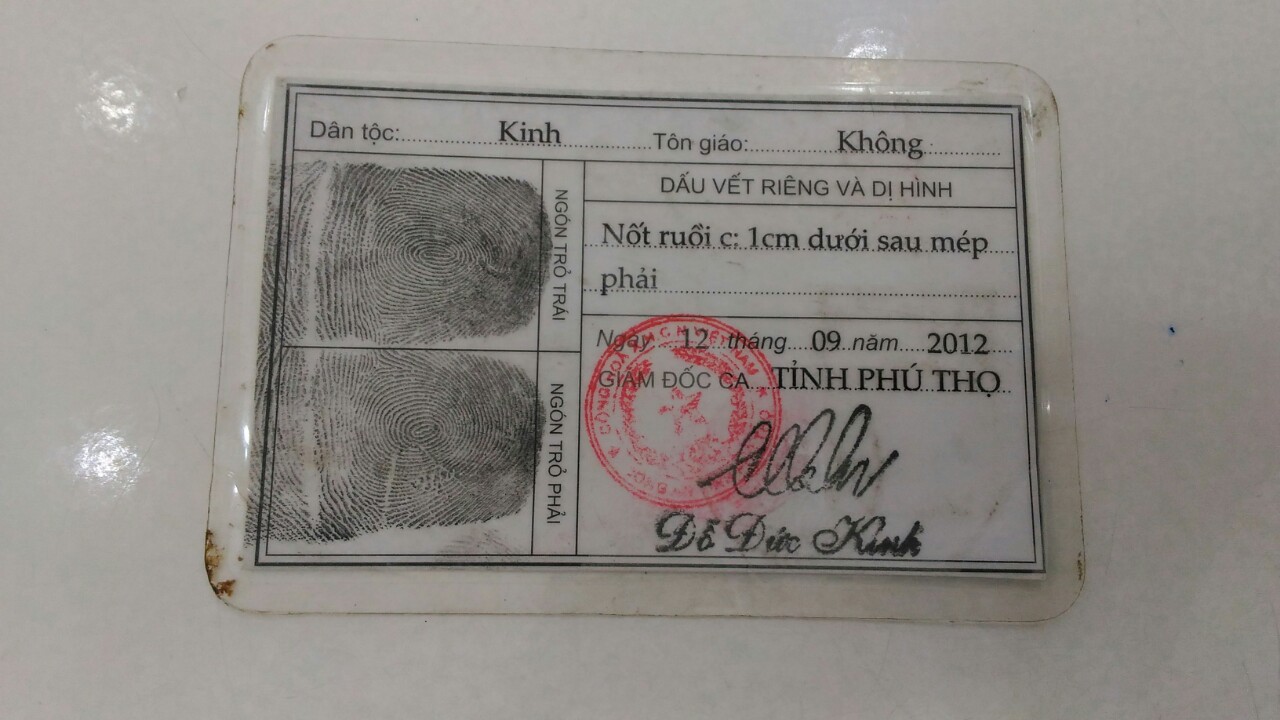 Dân tộc: Kinh Tôn giáo: Không
NGÓN TRỎ TRÁI
NGÓN TRỎ PHẢI
DẤU VẾT RIÊNG VÀ DỊ HÌNH
Nốt ruồi c: 1cm dưới sau mép
phải
Ngày 12 tháng 09 năm 2012
GIÁM ĐỐC CA TỈNH PHÚ THỌ
Đỗ Đức Kính